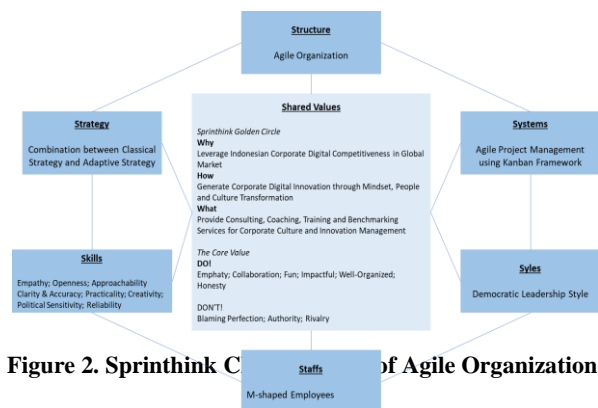 Structure
Agile Organization
Strategy
Combination between Classical
Strategy and Adaptive Strategy
Shared Values
Sprinthink Golden Circle
Why
Leverage Indonesian Corporate Digital Competitiveness in Global
Market
How
Generate Corporate Digital Innovation through Mindset, People
and Culture Transformation
What
Provide Consulting, Coaching, Training and Benchmarking
Services for Corporate Culture and Innovation Management
The Core Value
DO!
Emphaty; Collaboration; Fun; Impactful; Well-Organized;
Honesty
DON'T!
Blaming Perfection; Authority; Rivalry
Systems
Agile Project Management
using Kanban Framework
Skills
Empathy; Openness; Approachability
Clarity & Accuracy; Practicality; Creativity;
Political Sensitivity; Reliability
Syles
Democratic Leadership Style
Staffs
M-shaped Employees
Figure 2. Sprinthink of Agile Organization